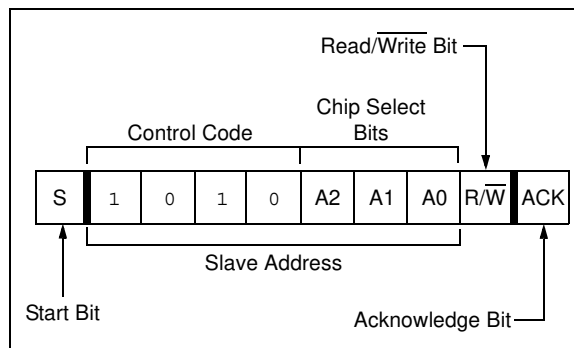 Read/Write Bit
Chip Select
Bits
Control Code
S 1 0 1 0 A2 A1 A0 R/W ACK
Slave Address
Start Bit
Acknowledge Bit